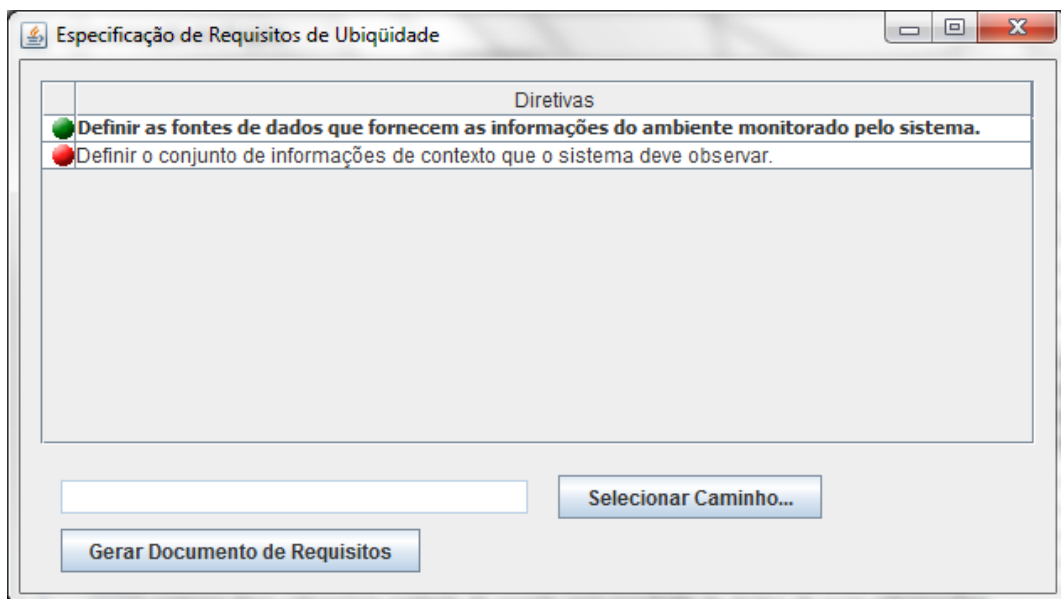 Especificação de Requisitos de Ubiqüidade
Diretivas
Definir as fontes de dados que fornecem as informações do ambiente monitorado pelo sistema.
Definir o conjunto de informações de contexto que o sistema deve observar.
Selecionar Caminho...
Gerar Documento de Requisitos